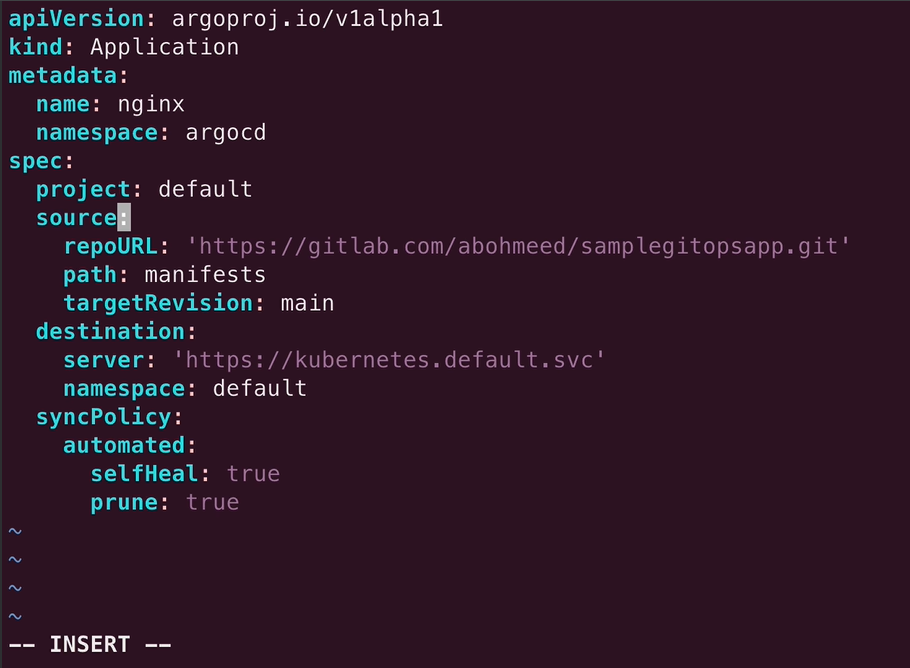 apiVersion: argoproj.io/v1alpha1
kind: Application
metadata:
  name: nginx
  namespace: argocd
spec:
  project: default
  source:
    repoURL: 'https://gitlab.com/abohmeed/samplegitopsapp.git'
    path: manifests
    targetRevision: main
  destination:
    server: 'https://kubernetes.default.svc'
    namespace: default
  syncPolicy:
    automated:
      selfHeal: true
      prune: true
~
~
~
~
-- INSERT --